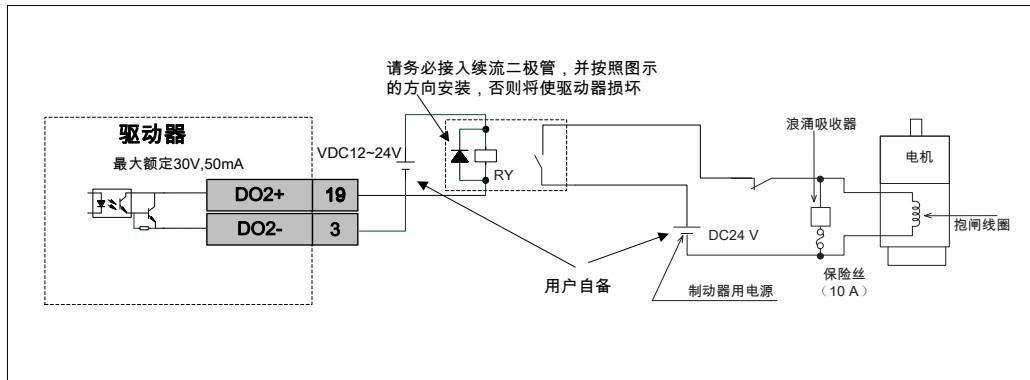 请务必接入续流二极管，并按照图示
的方向安装，否则将使驱动器损坏
驱动器
最大额定30V,50mA
VDC12~24V
RY
DO2+ 19
DO2- 3
浪涌吸收器
电机
抱闸线圈
DC24 V
用户自备
制动器用电源
保险丝
（10 A）